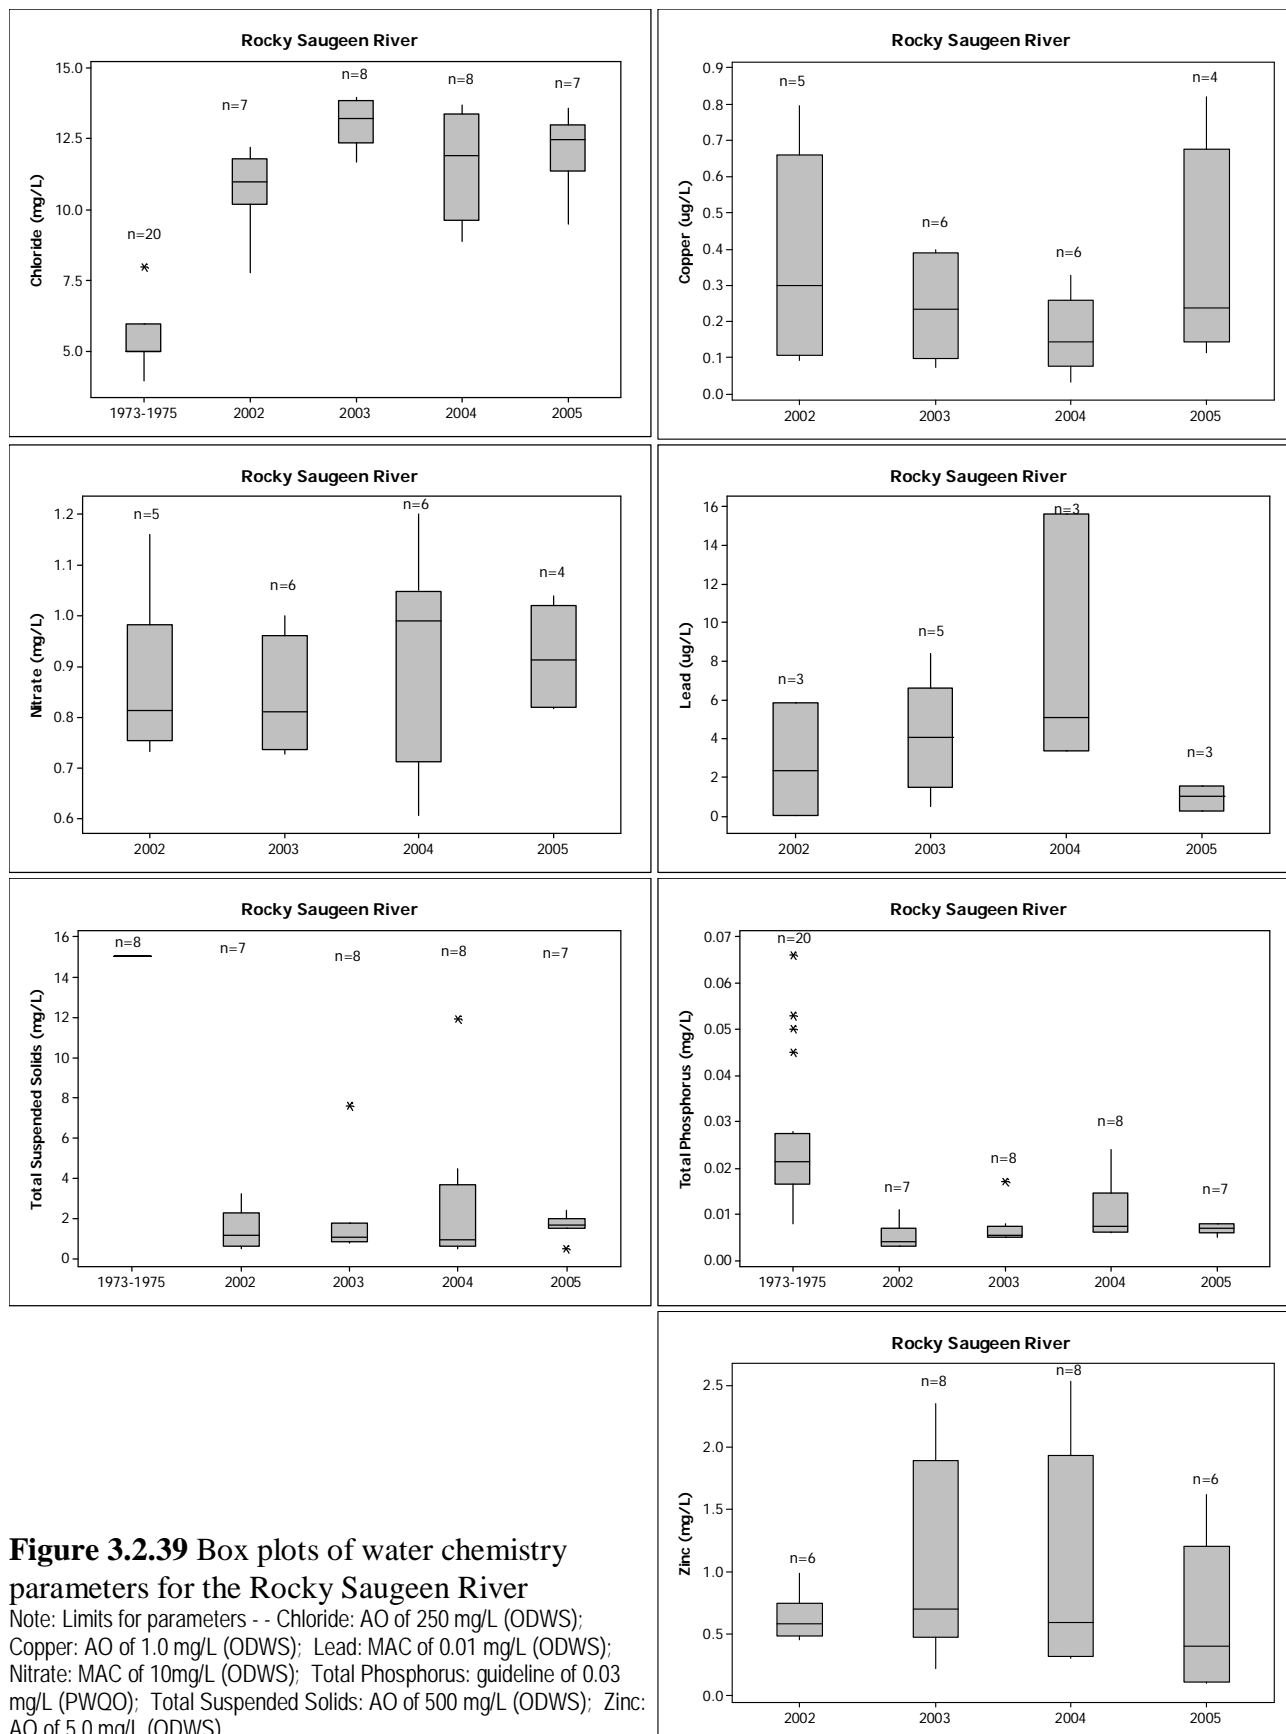 Rocky Saugeen River
Chloride (mg/L)
15.0
12.5
10.0
7.5
5.0
n=20
n=7
n=8
n=8
n=7
1973-1975 2002 2003 2004 2005
Rocky Saugeen River
Copper (ug/L)
0.9
0.8
0.7
0.6
0.5
0.4
0.3
0.2
0.1
0.0
n=5
n=6
n=6
n=4
2002 2003 2004 2005
Rocky Saugeen River
Nitrate (mg/L)
1.2
1.1
1.0
0.9
0.8
0.7
0.6
n=5
n=6
n=6
n=4
2002 2003 2004 2005
Rocky Saugeen River
Lead (ug/L)
16
14
12
10
8
6
4
2
0
n=3
n=5
n=3
n=3
2002 2003 2004 2005
Rocky Saugeen River
Total Suspended Solids (mg/L)
16
14
12
10
8
6
4
2
0
n=8
n=7
n=8
n=8
n=7
1973-1975 2002 2003 2004 2005
Rocky Saugeen River
Total Phosphorus (mg/L)
0.07
0.06
0.05
0.04
0.03
0.02
0.01
0.00
n=20
n=7
n=8
n=8
n=7
1973-1975 2002 2003 2004 2005
Rocky Saugeen River
Zinc (mg/L)
2.5
2.0
1.5
1.0
0.5
0.0
n=6
n=8
n=8
n=6
2002 2003 2004 2005
Figure 3.2.39 Box plots of water chemistry
parameters for the Rocky Saugeen River
Note: Limits for parameters - - Chloride: AO of 250 mg/L (ODWS);
Copper: AO of 1.0 mg/L (ODWS); Lead: MAC of 0.01 mg/L (ODWS);
Nitrate: MAC of 10mg/L (ODWS); Total Phosphorus: guideline of 0.03
mg/L (PWQO); Total Suspended Solids: AO of 500 mg/L (ODWS); Zinc:
AO of 5.0 mg/L (ODWS)